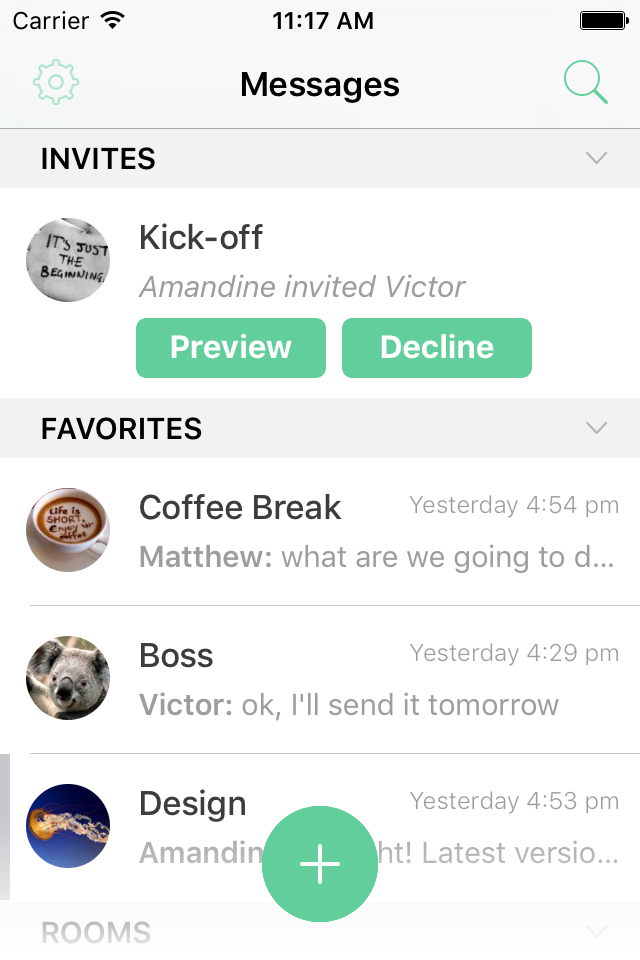 Carrier 11:17 AM
Messages
INVITES
IT'S JUST
THE
BEGINNING.
Kick-off
Amandine invited Victor
Preview Decline
FAVORITES
Life is
SHORT.
Enjoy ur
coffee
Coffee Break Yesterday 4:54 pm
Matthew: what are we going to d...
Boss Yesterday 4:29 pm
Victor: ok, I'll send it tomorrow
Design Yesterday 4:53 pm
Amandin ht! Latest versio...
ROOMS